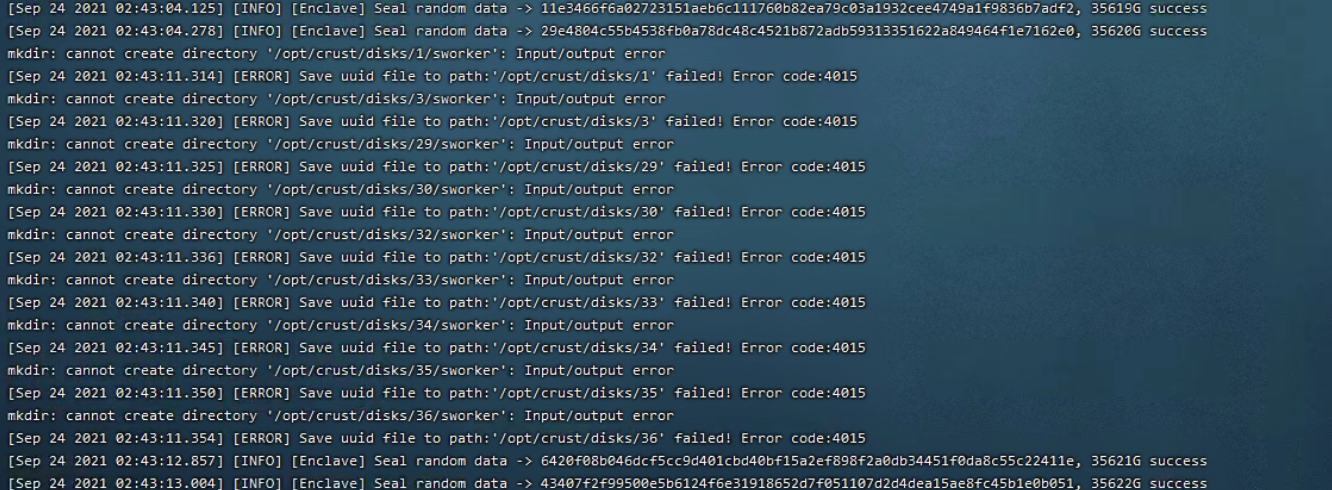 [Sep 24 2021 02:43:04.125] [INFO] [Enclave] Seal random data -> 11e3466f6a02723151aeb6c111760b82ea79c03a1932cee4749a1f9836b7adf2, 35619G success
[Sep 24 2021 02:43:04.278] [INFO] [Enclave] Seal random data -> 29e4804c55b4538fb0a78dc48c4521b872adb59313351622a849464f1e7162e0, 35620G success
mkdir: cannot create directory '/opt/crust/disks/1/sworker': Input/output error
[Sep 24 2021 02:43:11.314] [ERROR] Save uuid file to path:'/opt/crust/disks/1' failed! Error code:4015
mkdir: cannot create directory '/opt/crust/disks/3/sworker': Input/output error
[Sep 24 2021 02:43:11.320] [ERROR] Save uuid file to path:'/opt/crust/disks/3' failed! Error code:4015
mkdir: cannot create directory '/opt/crust/disks/29/sworker': Input/output error
[Sep 24 2021 02:43:11.325] [ERROR] Save uuid file to path:'/opt/crust/disks/29' failed! Error code:4015
mkdir: cannot create directory '/opt/crust/disks/30/sworker': Input/output error
[Sep 24 2021 02:43:11.330] [ERROR] Save uuid file to path:'/opt/crust/disks/30' failed! Error code:4015
mkdir: cannot create directory '/opt/crust/disks/32/sworker': Input/output error
[Sep 24 2021 02:43:11.336] [ERROR] Save uuid file to path:'/opt/crust/disks/32' failed! Error code:4015
mkdir: cannot create directory '/opt/crust/disks/33/sworker': Input/output error
[Sep 24 2021 02:43:11.340] [ERROR] Save uuid file to path:'/opt/crust/disks/33' failed! Error code:4015
mkdir: cannot create directory '/opt/crust/disks/34/sworker': Input/output error
[Sep 24 2021 02:43:11.345] [ERROR] Save uuid file to path:'/opt/crust/disks/34' failed! Error code:4015
mkdir: cannot create directory '/opt/crust/disks/35/sworker': Input/output error
[Sep 24 2021 02:43:11.350] [ERROR] Save uuid file to path:'/opt/crust/disks/35' failed! Error code:4015
mkdir: cannot create directory '/opt/crust/disks/36/sworker': Input/output error
[Sep 24 2021 02:43:11.354] [ERROR] Save uuid file to path:'/opt/crust/disks/36' failed! Error code:4015
[Sep 24 2021 02:43:12.857] [INFO] [Enclave] Seal random data -> 6420f08b046dcf5cc9d401cbd40bf15a2ef898f2a0db34451f0da8c55c22411e, 35621G success
[Sep 24 2021 02:43:13.004] [INFO] [Enclave] Seal random data -> 43407f2f99500e5b6124f6e31918652d7f051107d2d4dea15ae8fc45b1e0b051, 35622G success